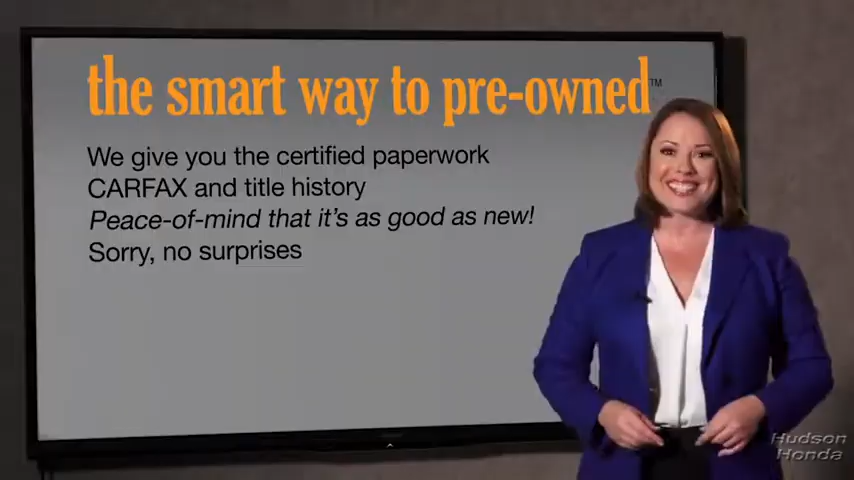 the smart way to pre-owned™
We give you the certified paperwork
CARFAX and title history
Peace-of-mind that it's as good as new!
Sorry, no surprises
Hudson
Honda